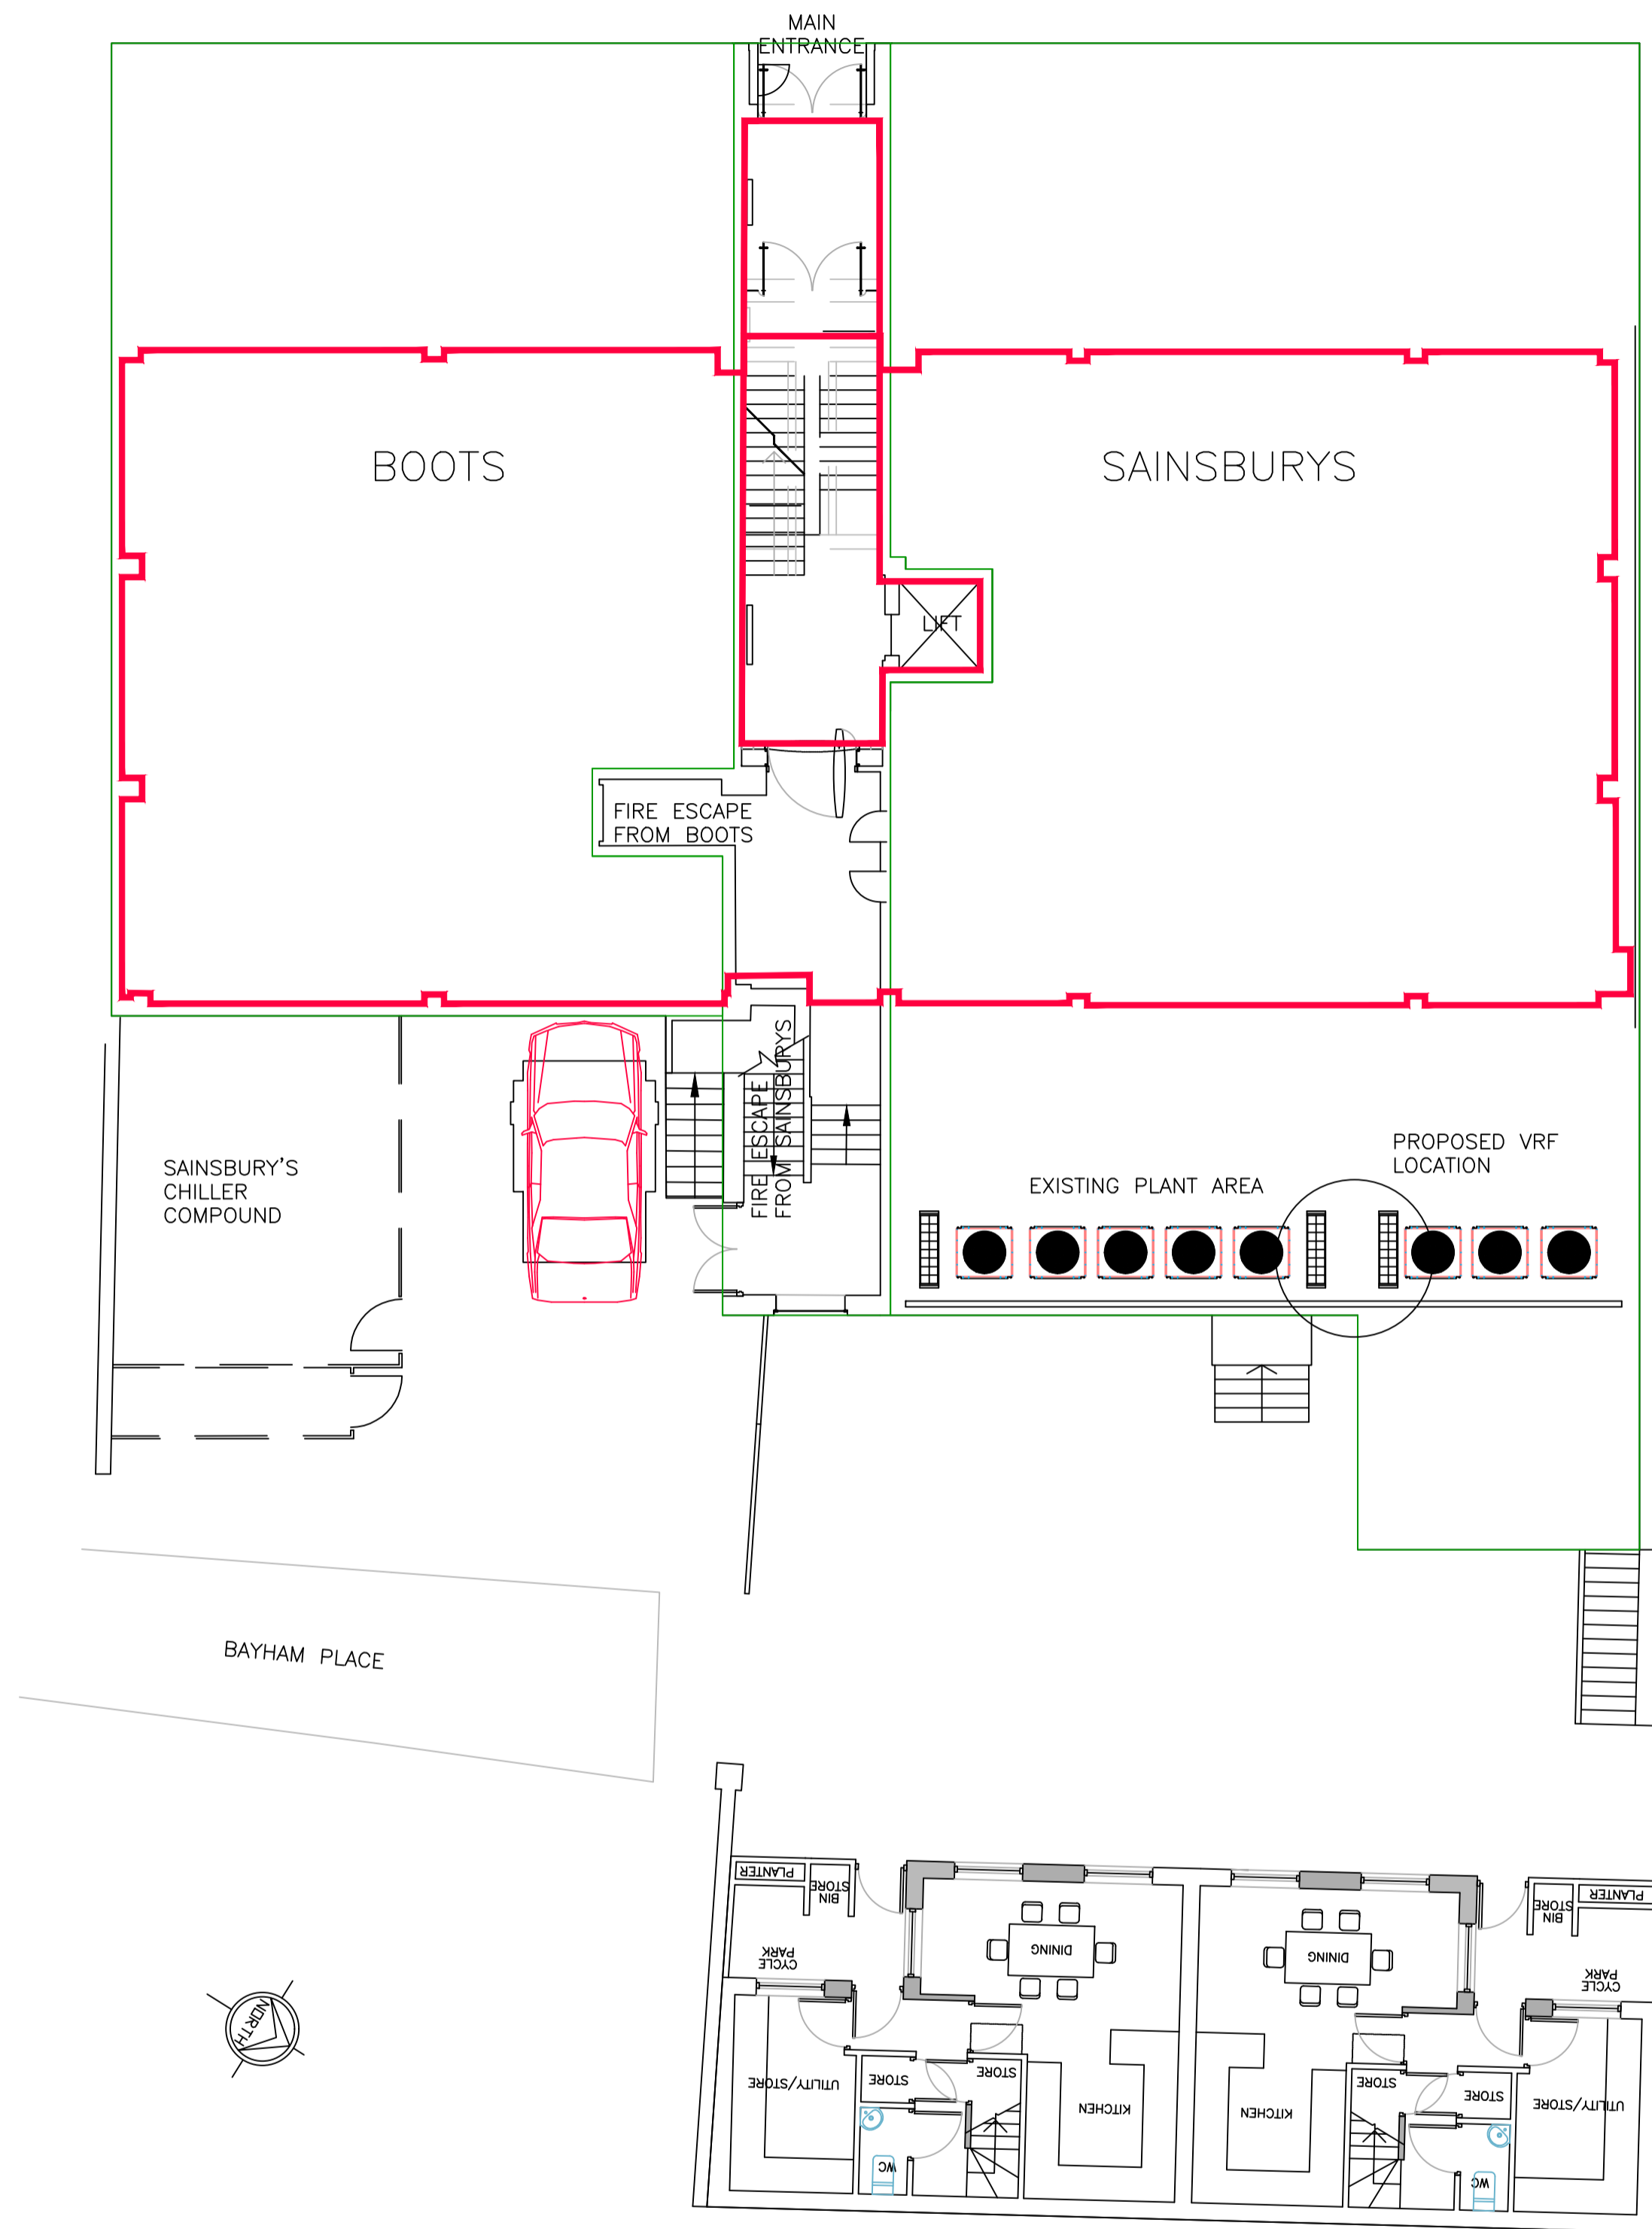 MAIN
ENTRANCE
BOOTS
SAINSBURYS
LIFT
FIRE ESCAPE
FROM BOOTS
FIRE ESCAPE
FROM SAINSBURYS
SAINSBURY'S
CHILLER
COMPOUND
EXISTING PLANT AREA
PROPOSED VRF
LOCATION
BAYHAM PLACE
NORTH
PLANTER
BIN
STORE
CYCLE
PARK
DINING
DINING
BIN
STORE
PLANTER
CYCLE
PARK
UTILITY/STORE
STORE
STORE
KITCHEN
WC
KITCHEN
STORE
STORE
UTILITY/STORE
WC